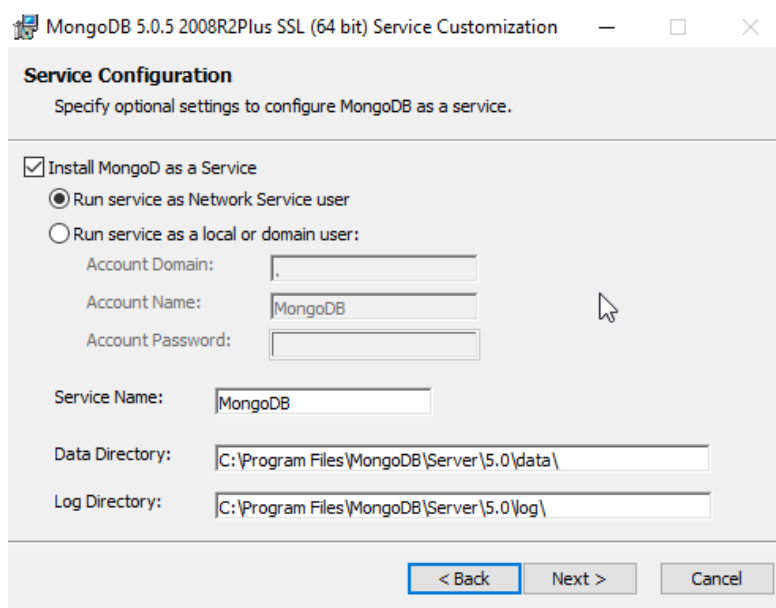 MongoDB 5.0.5 2008R2Plus SSL (64 bit) Service Customization
Service Configuration
Specify optional settings to configure MongoDB as a service.
Install MongoD as a Service
Run service as Network Service user
Run service as a local or domain user:
Account Domain: .
Account Name: MongoDB
Account Password:
Service Name: MongoDB
Data Directory: C:\Program Files\MongoDB\Server\5.0\data\
Log Directory: C:\Program Files\MongoDB\Server\5.0\log\
< Back Next > Cancel